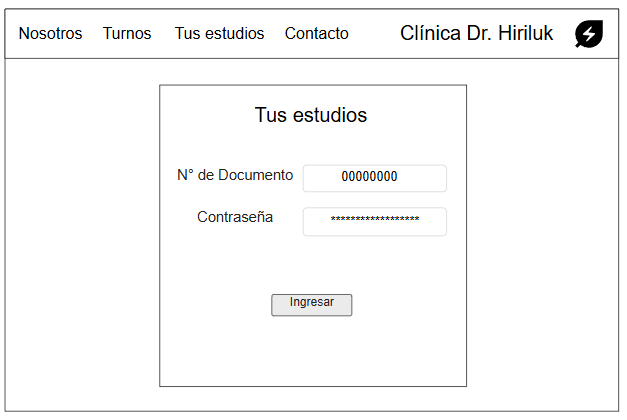 Nosotros Turnos Tus estudios Contacto Clínica Dr. Hiriluk
Tus estudios
N° de Documento 00000000
Contraseña ******************
Ingresar